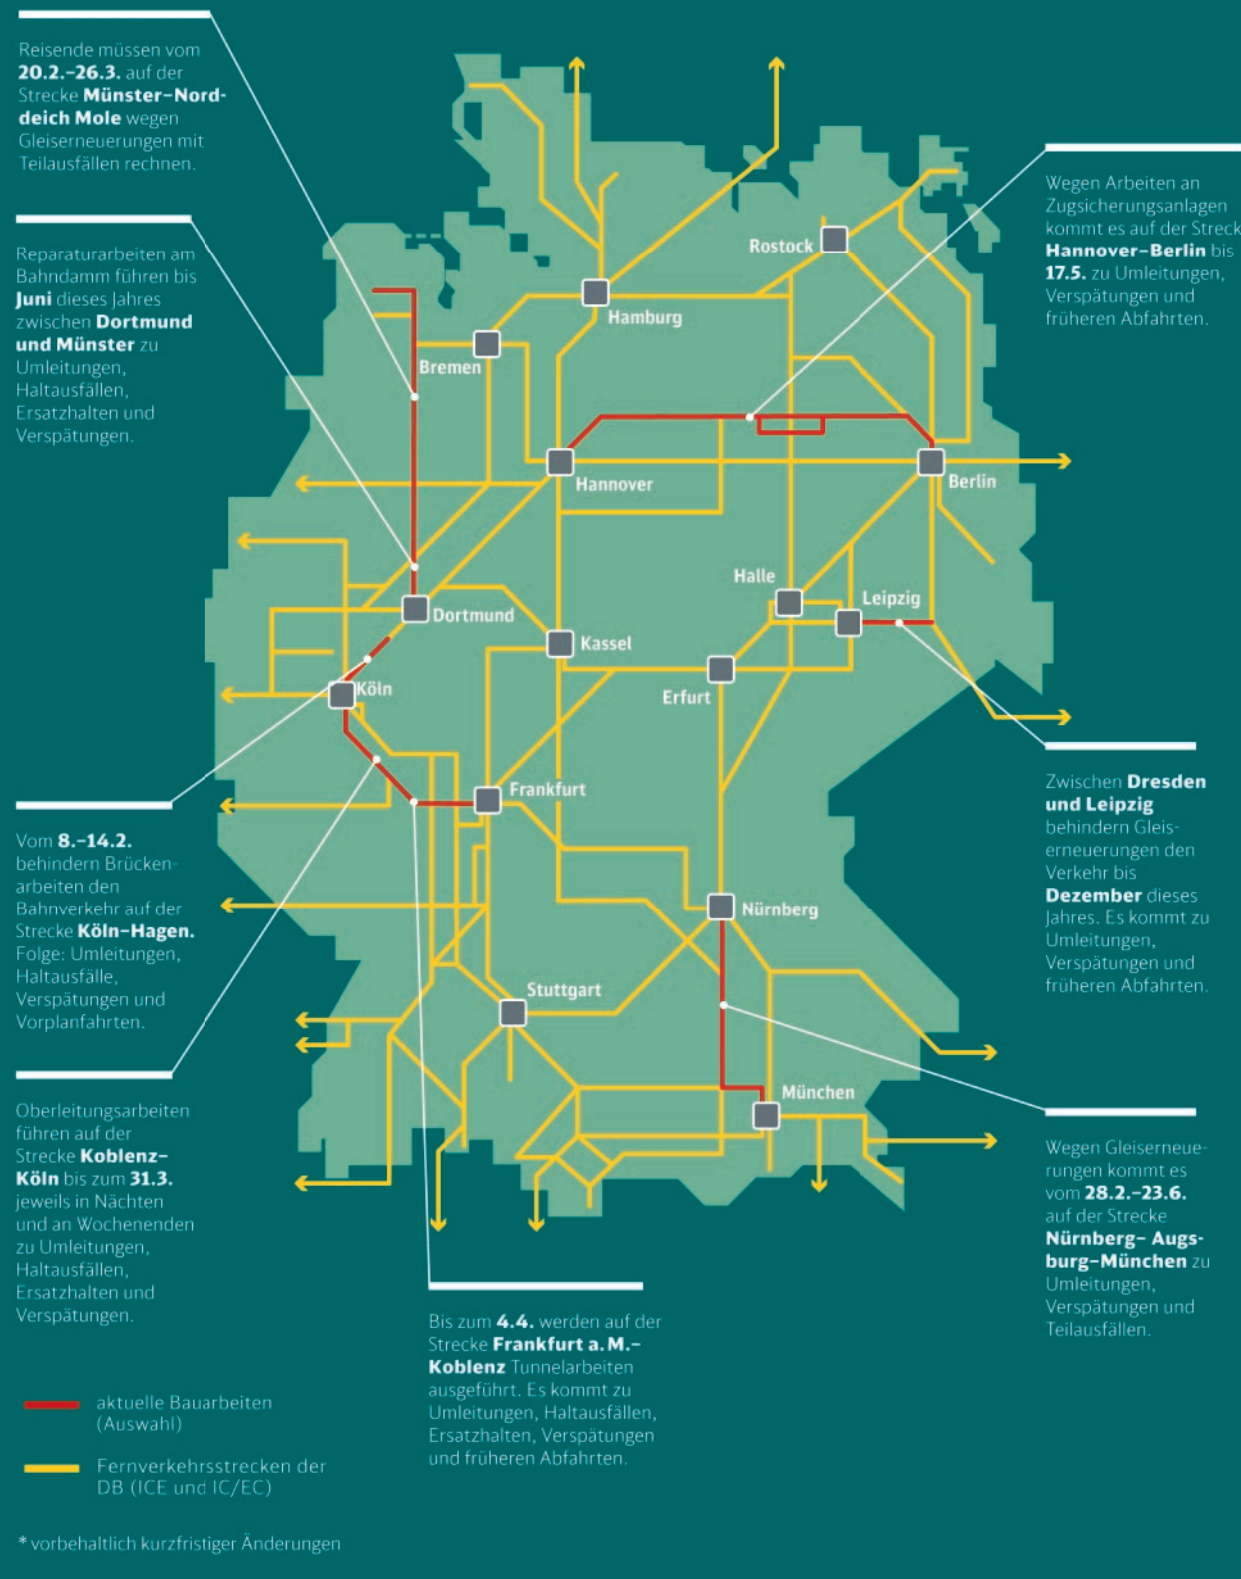 Reisende müssen vom
20.2.–26.3. auf der
Strecke Münster–Nord-
deich Mole wegen
Gleiserneuerungen mit
Teilausfällen rechnen.
Reparaturarbeiten am
Bahndamm führen bis
Juni dieses Jahres
zwischen Dortmund
und Münster zu
Umleitungen,
Haltausfällen,
Ersatzhalten und
Verspätungen.
Vom 8.–14.2.
behindern Brücken-
arbeiten den
Bahnverkehr auf der
Strecke Köln–Hagen.
Folge: Umleitungen,
Haltausfälle,
Verspätungen und
Vorplanfahrten.
Oberleitungsarbeiten
führen auf der
Strecke Koblenz–
Köln bis zum 31.3.
jeweils in Nächten
und an Wochenenden
zu Umleitungen,
Haltausfällen,
Ersatzhalten und
Verspätungen.
Rostock
Hamburg
Bremen
Hannover
Berlin
Halle
Leipzig
Dortmund
Kassel
Erfurt
Köln
Frankfurt
Nürnberg
Stuttgart
München
Wegen Arbeiten an
Zugsicherungsanlagen
kommt es auf der Streck
Hannover–Berlin bis
17.5. zu Umleitungen,
Verspätungen und
früheren Abfahrten.
Zwischen Dresden
und Leipzig
behindern Gleis-
erneuerungen den
Verkehr bis
Dezember dieses
Jahres. Es kommt zu
Umleitungen,
Verspätungen und
früheren Abfahrten.
Wegen Gleiserneue-
rungen kommt es
vom 28.2.–23.6.
auf der Strecke
Nürnberg– Augs-
burg–München zu
Umleitungen,
Verspätungen und
Teilausfällen.
Bis zum 4.4. werden auf der
Strecke Frankfurt a. M.–
Koblenz Tunnelarbeiten
ausgeführt. Es kommt zu
Umleitungen, Haltausfällen,
Ersatzhalten, Verspätungen
und früheren Abfahrten.
aktuelle Bauarbeiten
(Auswahl)
Fernverkehrsstrecken der
DB (ICE und IC/EC)
* vorbehaltlich kurzfristiger Änderungen